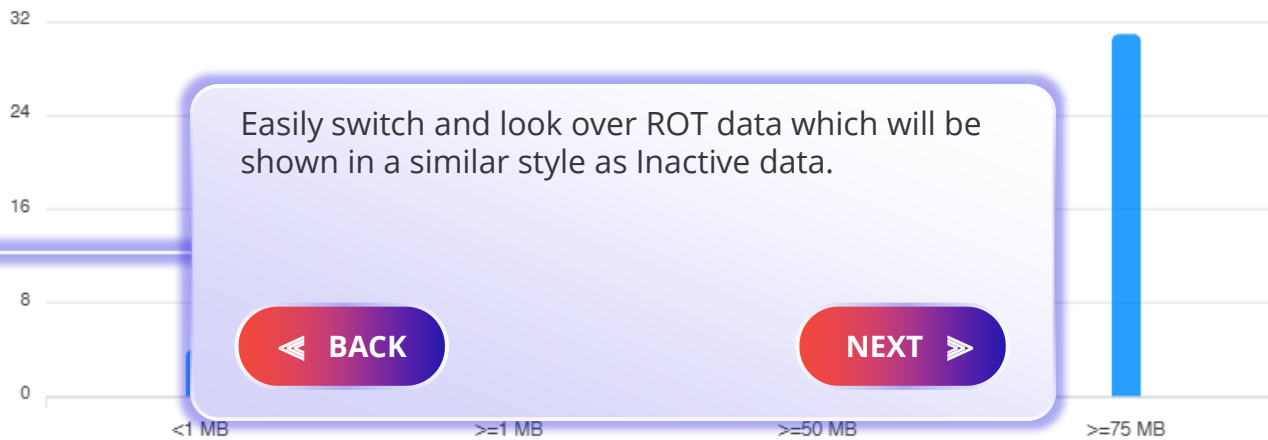 32
24
Easily switch and look over ROT data which will be
shown in a similar style as Inactive data.
16
8
BACK
NEXT
0
<1 MB
>=1 MB
>=50 MB
>=75 MB